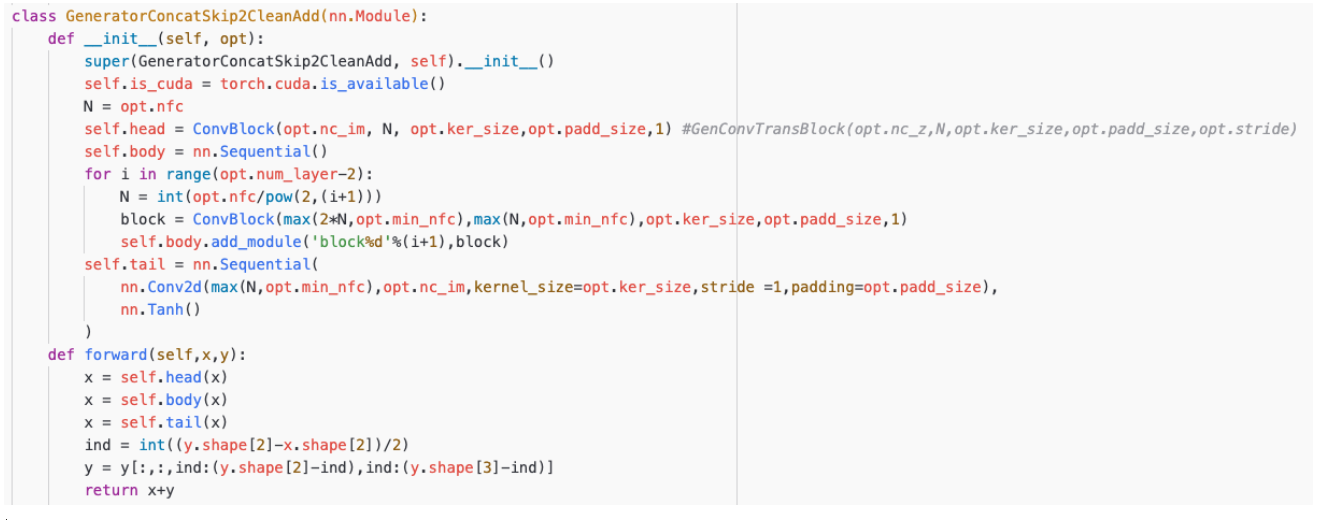 class GeneratorConcatSkip2CleanAdd(nn.Module):
    def __init__(self, opt):
        super(GeneratorConcatSkip2CleanAdd, self).__init__()
        self.is_cuda = torch.cuda.is_available()
        N = opt.nfc
        self.head = ConvBlock(opt.nc_im, N, opt.ker_size,opt.padd_size,1) #GenConvTransBlock(opt.nc_z,N,opt.ker_size,opt.padd_size,opt.stride)
        self.body = nn.Sequential()
        for i in range(opt.num_layer-2):
            N = int(opt.nfc/pow(2,(i+1)))
            block = ConvBlock(max(2*N,opt.min_nfc),max(N,opt.min_nfc),opt.ker_size,opt.padd_size,1)
            self.body.add_module('block%d'%(i+1),block)
        self.tail = nn.Sequential(
            nn.Conv2d(max(N,opt.min_nfc),opt.nc_im,kernel_size=opt.ker_size,stride =1,padding=opt.padd_size),
            nn.Tanh()
        )
    def forward(self,x,y):
        x = self.head(x)
        x = self.body(x)
        x = self.tail(x)
        ind = int((y.shape[2]-x.shape[2])/2)
        y = y[:,:,ind:(y.shape[2]-ind),ind:(y.shape[3]-ind)]
        return x+y